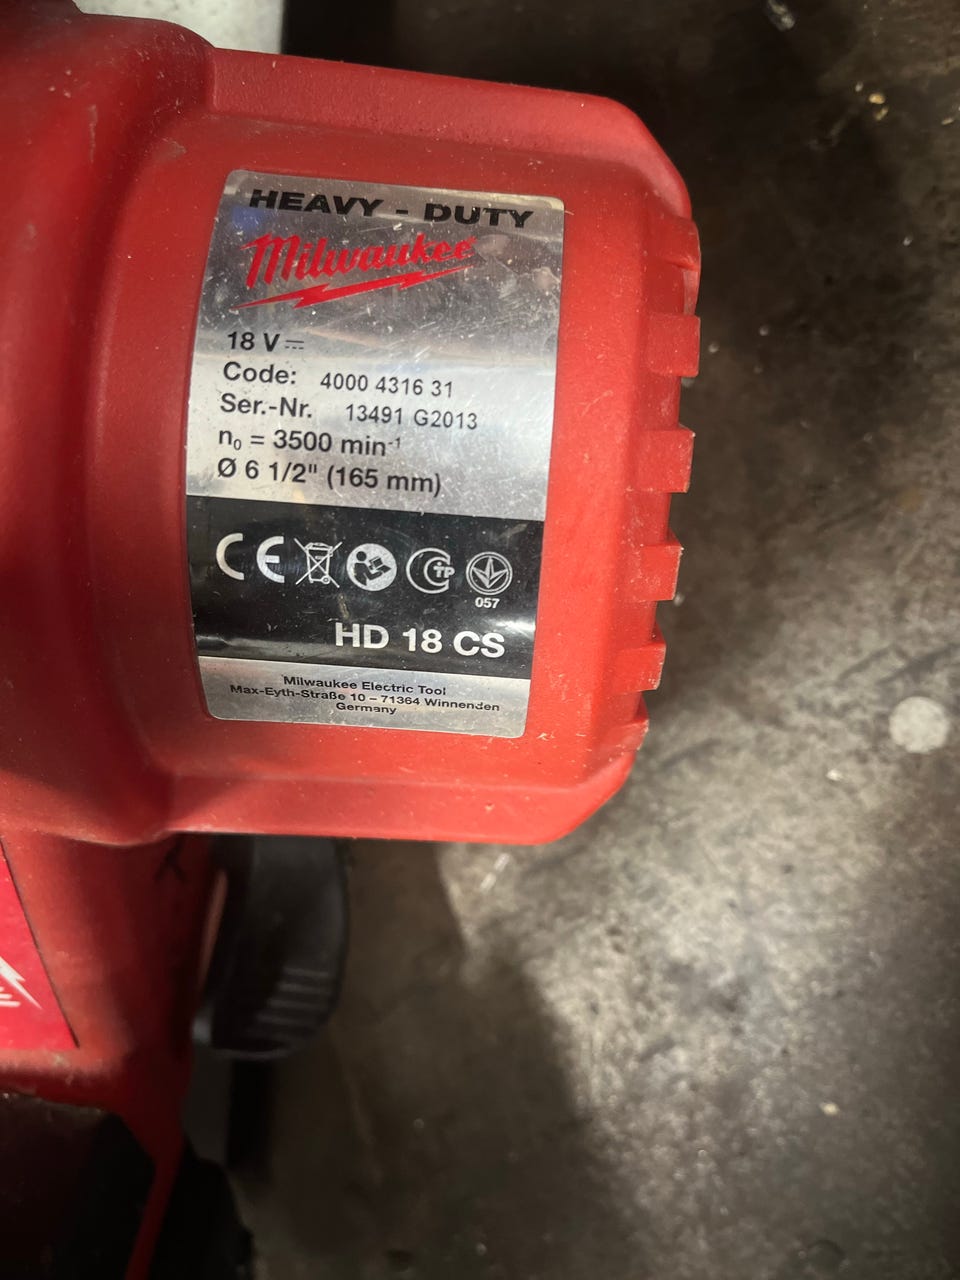 HEAVY - DUTY
Milwaukee
18 V ⎓
Code: 4000 4316 31
Ser.-Nr. 13491 G2013
n₀ = 3500 min⁻¹
Ø 6 1/2" (165 mm)
CE TP
057
HD 18 CS
Milwaukee Electric Tool
Max-Eyth-Straße 10 – 71364 Winnenden
Germany